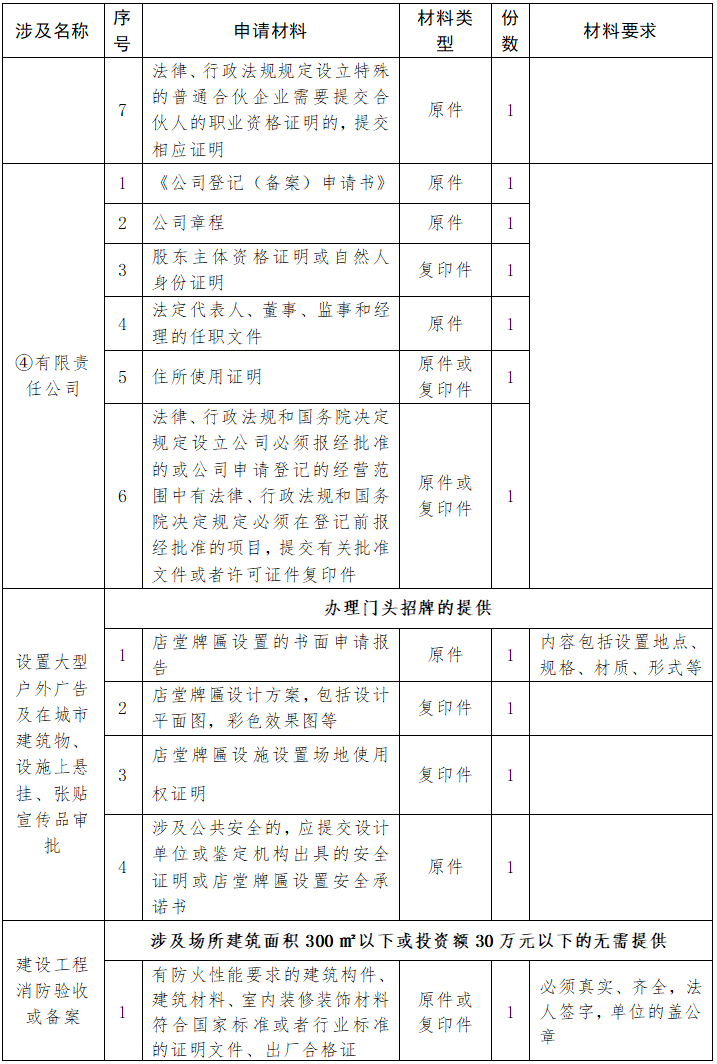 涉及名称 序号 申请材料 材料类型 份数 材料要求
7 法律、行政法规规定设立特殊
的普通合伙企业需要提交合
伙人的职业资格证明的，提交
相应证明 原件 1
④有限责
任公司
1 《公司登记（备案）申请书》 原件 1
2 公司章程 原件 1
3 股东主体资格证明或自然人
身份证明 复印件 1
4 法定代表人、董事、监事和经
理的任职文件 原件 1
5 住所使用证明 原件或
复印件 1
6 法律、行政法规和国务院决定
规定设立公司必须报经批准
的或公司申请登记的经营范
围中有法律、行政法规和国务
院决定规定必须在登记前报
经批准的项目，提交有关批准
文件或者许可证件复印件 原件或
复印件 1
设置大型
户外广告
及在城市
建筑物、
设施上悬
挂、张贴
宣传品审
批
办理门头招牌的提供
1 店堂牌匾设置的书面申请报
告 原件 1 内容包括设置地点、
规格、材质、形式等
2 店堂牌匾设计方案，包括设计
平面图，彩色效果图等 复印件 1
3 店堂牌匾设施设置场地使用
权证明 复印件 1
4 涉及公共安全的，应提交设计
单位或鉴定机构出具的安全
证明或店堂牌匾设置安全承
诺书 原件 1
建设工程
消防验收
或备案
涉及场所建筑面积 300 ㎡以下或投资额 30 万元以下的无需提供
1 有防火性能要求的建筑构件、
建筑材料、室内装修装饰材料
符合国家标准或者行业标准
的证明文件、出厂合格证 原件或
复印件 1 必须真实、齐全，法
人签字，单位的盖公
章